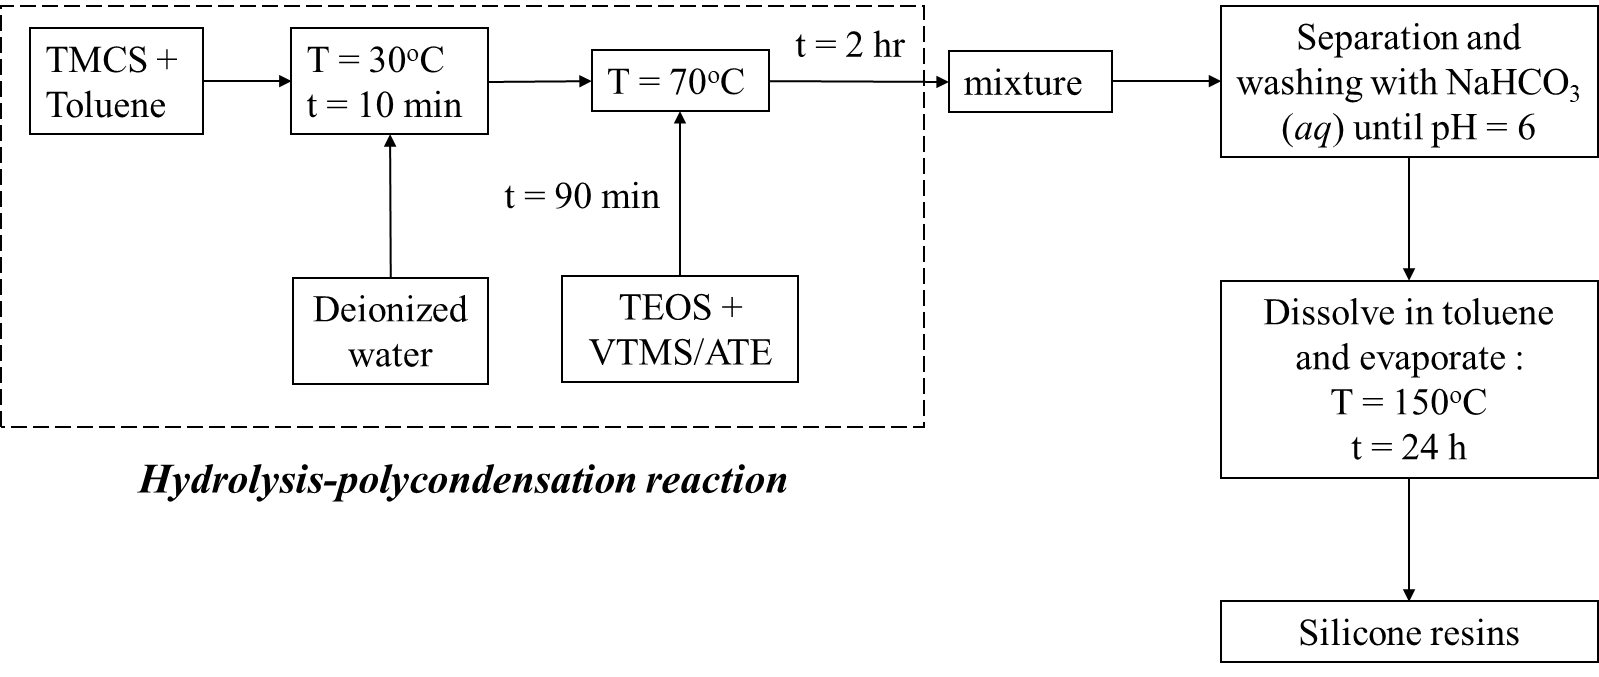 TMCS +
Toluene
T = 30°C
t = 10 min
Deionized
water
T = 70°C
t = 90 min
TEOS +
VTMS/ATE
t = 2 hr
Hydrolysis-polycondensation reaction
mixture
Separation and
washing with NaHCO₃
(aq) until pH = 6
Dissolve in toluene
and evaporate :
T = 150°C
t = 24 h
Silicone resins